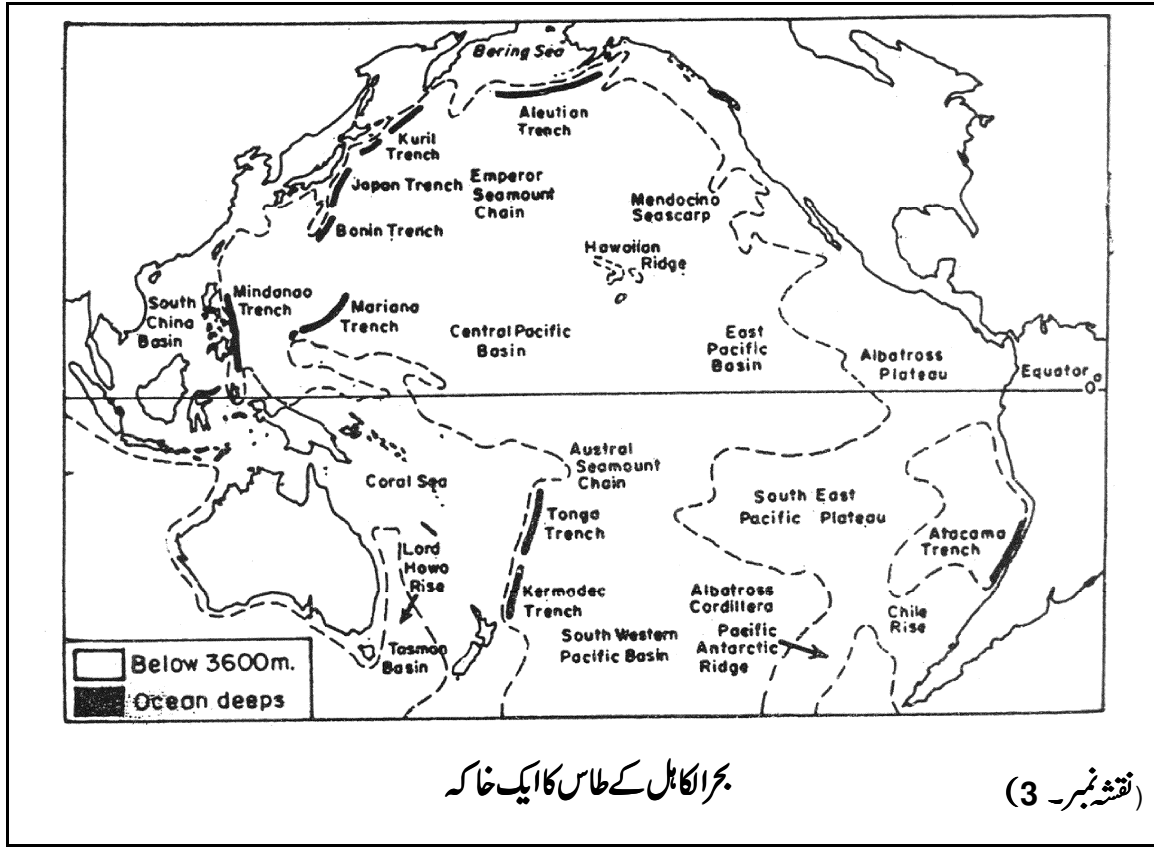 Bering Sea
Aleutian
Trench
Kuril
Trench
Japan Trench
Emperor
Seamount
Chain
Mendocino
Seascarp
Bonin Trench
Hawaiian
Ridge
South
China
Basin
Mindanao
Trench
Mariana
Trench
Central Pacific
Basin
East
Pacific
Basin
Albatross
Plateau
Equator
0°
Austral
Seamount
Chain
Coral Sea
South East
Pacific Plateau
Tonga
Trench
Atacama
Trench
Lord
Howo
Rise
Kermadec
Trench
Albatross
Cordillera
Chile
Rise
Pacific
Antarctic
Ridge
South Western
Pacific Basin
Tasman
Basin
Below 3600m.
Ocean deeps
بحرالکاہل کے طاس کا ایک خاکہ
(نقشہ نمبر۔ 3)